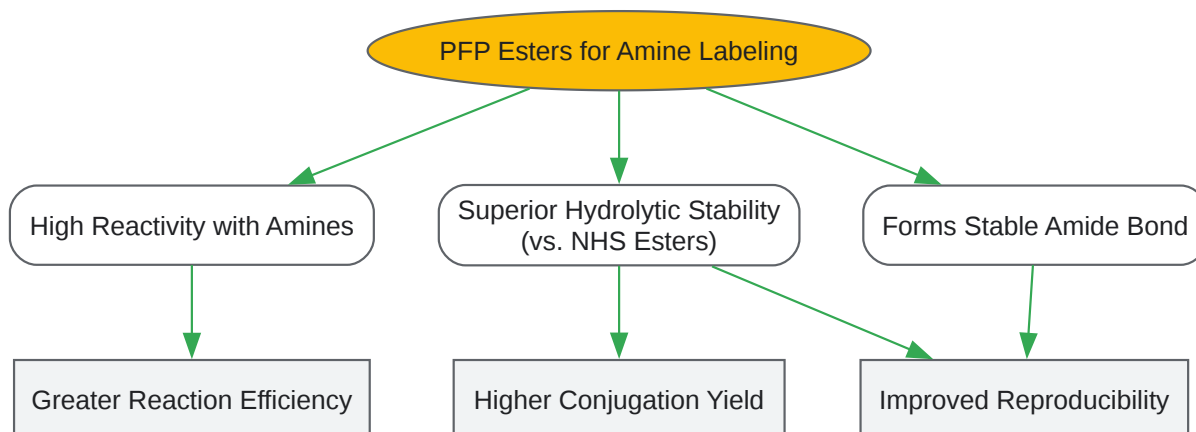 PFP Esters for Amine Labeling
High Reactivity with Amines
Superior Hydrolytic Stability
(vs. NHS Esters)
Forms Stable Amide Bond
Greater Reaction Efficiency
Higher Conjugation Yield
Improved Reproducibility